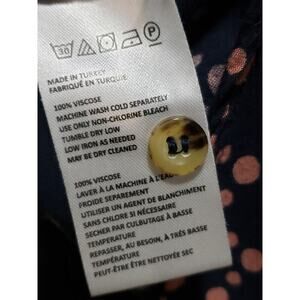 30 P
MADE IN TURKEY
FABRIQUÉ EN TURQUIE
100% VISCOSE
MACHINE WASH COLD SEPARATELY
USE ONLY NON-CHLORINE BLEACH
TUMBLE DRY LOW
LOW IRON AS NEEDED
MAY BE DRY CLEANED
100% VISCOSE
LAVER À LA MACHINE À L'EAU
FROIDE SEPARÉMENT
UTILISER UN AGENT DE BLANCHIMENT
SANS CHLORE SI NÉCESSAIRE
SECHER PAR CULBUTAGE À BASSE
TEMPÉRATURE
REPASSER, AU BESOIN, À TRÈS BASSE
TEMPÉRATURE
PEUT-ÊTRE ÊTRE NETTOYÉ SEC